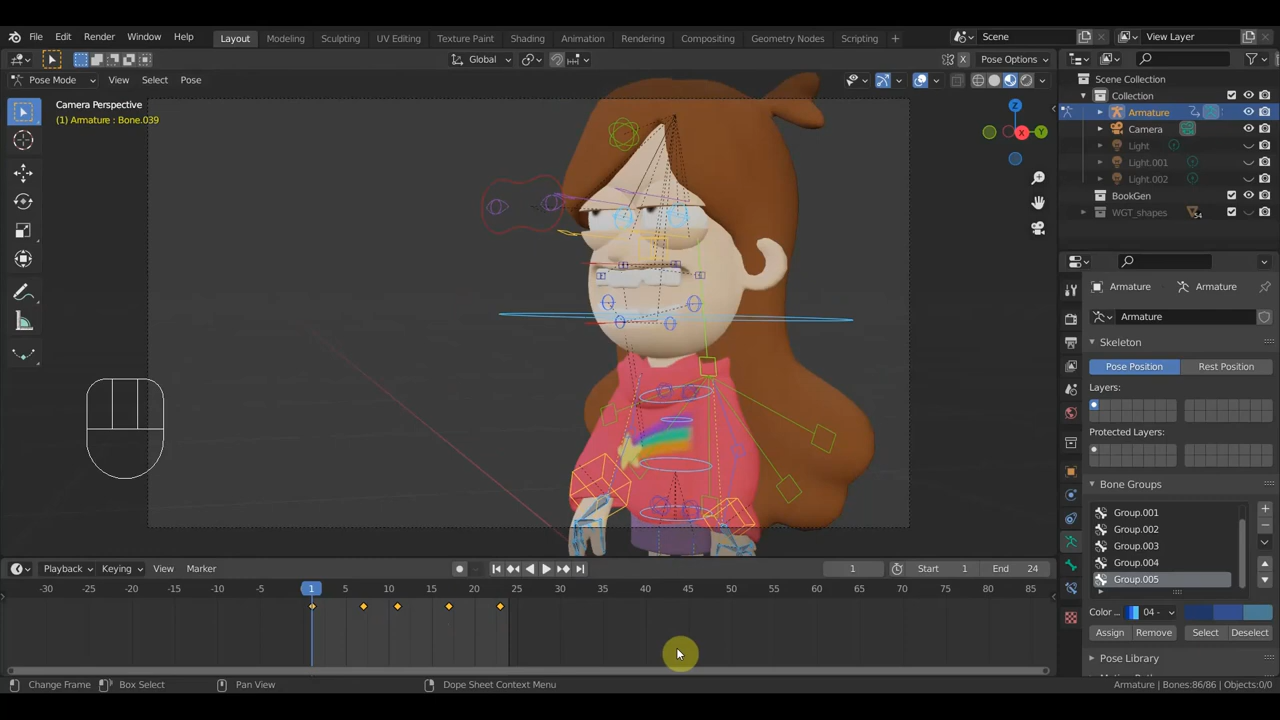 File Edit Render Window Help Layout Modeling Sculpting UV Editing Texture Paint Shading Animation Rendering Compositing Geometry Nodes Scripting + Scene View Layer
Global Pose Options
Pose Mode View Select Pose
Camera Perspective
(1) Armature : Bone.039
Z
X
Y
Scene Collection
Collection
Armature
Camera
Light
Light.001
Light.002
BookGen
WGT_shapes 54
Armature Armature
Armature
Skeleton
Pose Position Rest Position
Layers:
Protected Layers:
Bone Groups
Group.001
Group.002
Group.003
Group.004
Group.005
Color... 04 -
Assign Remove Select Deselect
Pose Library
Playback Keying View Marker 1 Start 1 End 24
-30 -25 -20 -15 -10 -5 1 5 10 15 20 25 30 35 40 45 50 55 60 65 70 75 80 85
Change Frame Box Select Pan View Dope Sheet Context Menu Armature | Bones:86/86 | Objects:0/0